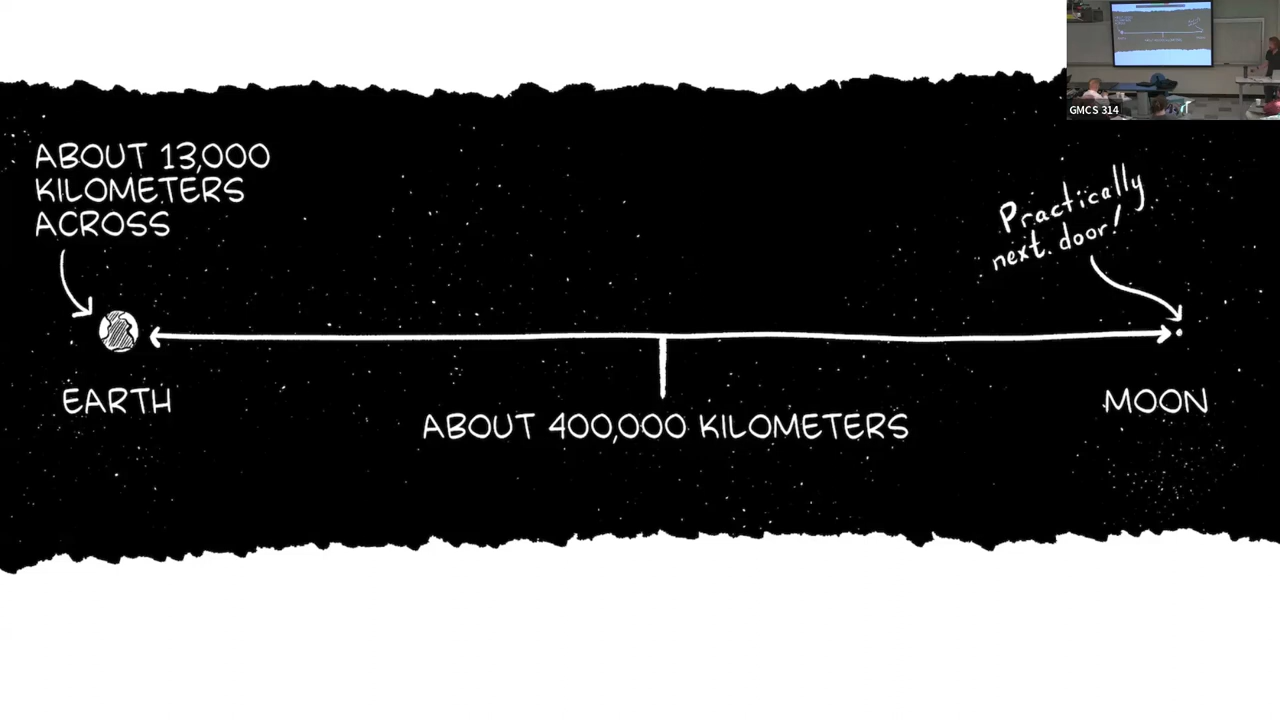 ABOUT 13,000
KILOMETERS
ACROSS
Practically
next door!
EARTH
MOON
ABOUT 400,000 KILOMETERS
GMCS 314